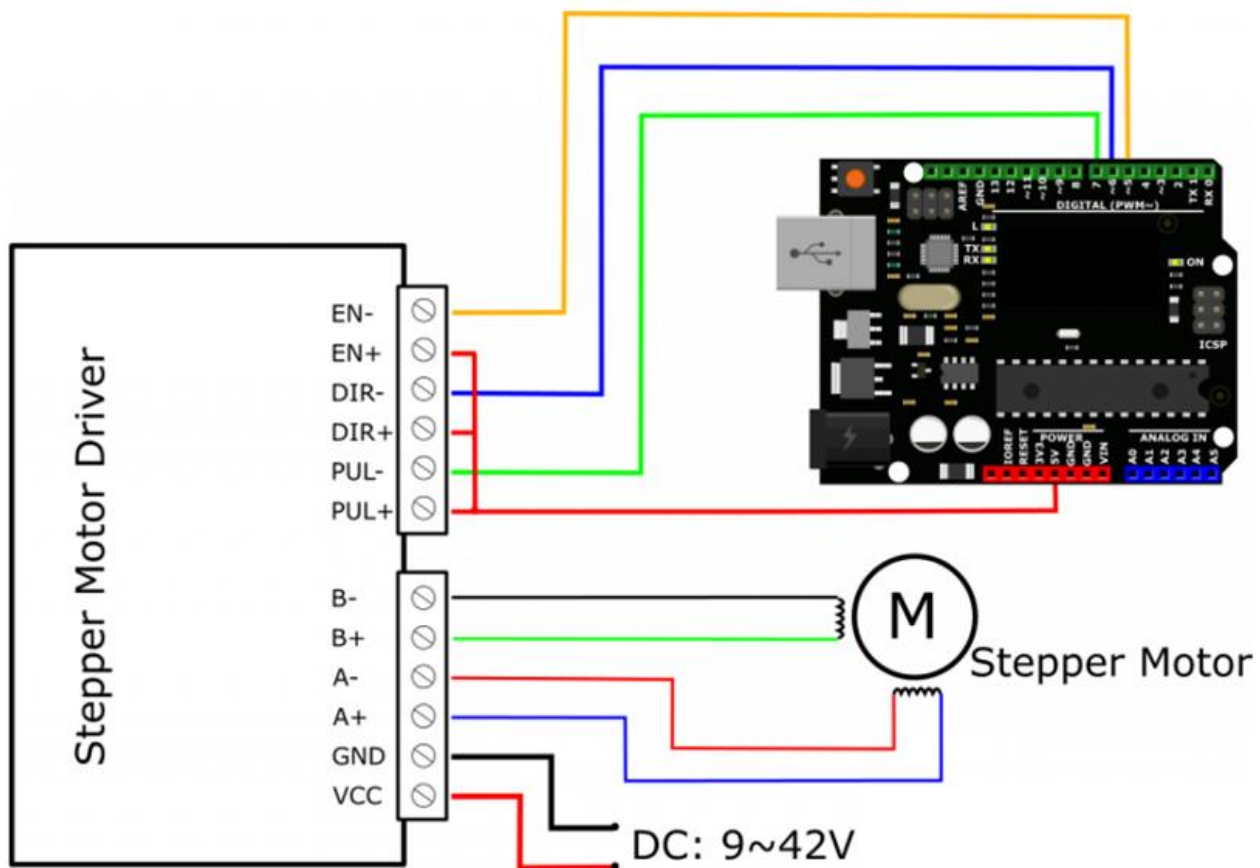 AREF
GND
13
12
~11
~10
~9
8
7
~6
~5
4
~3
2
TX 1
RX 0
DIGITAL (PWM~)
L
TX
RX
ON
ICSP
POWER
ANALOG IN
IOREF
RESET
3V3
5V
GND
GND
VIN
A0
A1
A2
A3
A4
A5
Stepper Motor Driver
EN-
EN+
DIR-
DIR+
PUL-
PUL+
B-
B+
A-
A+
GND
VCC
M
Stepper Motor
DC: 9~42V